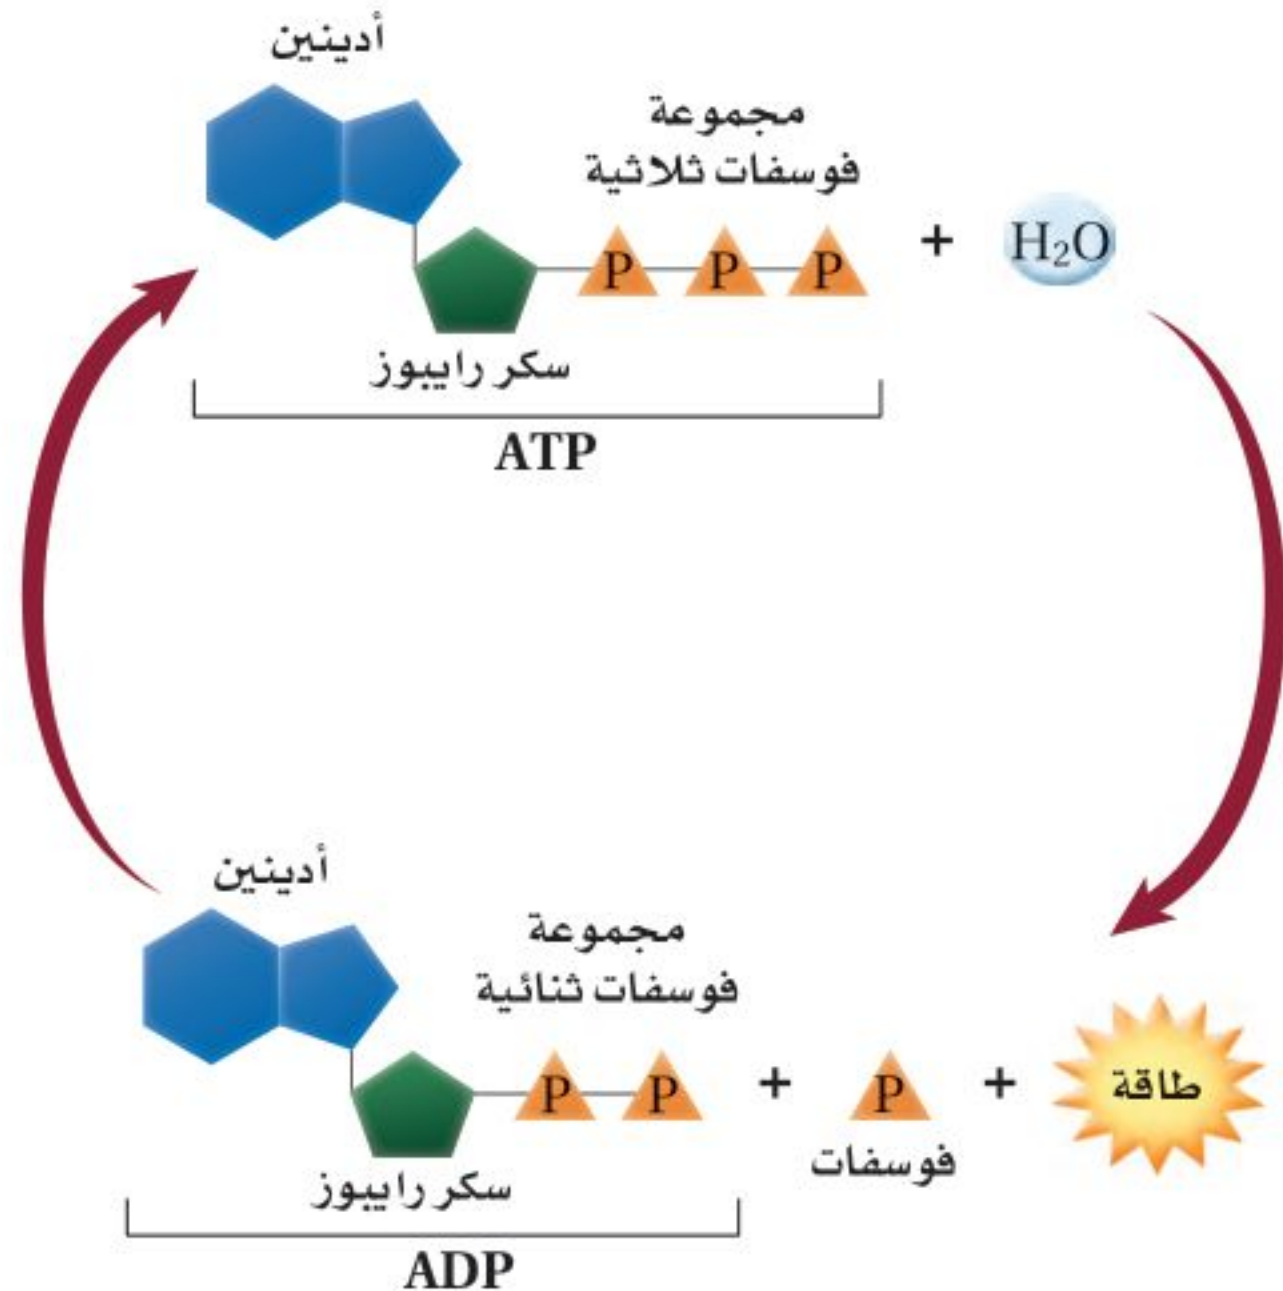 أدينين
مجموعة
فوسفات ثلاثية
P P P + H₂O
سكر رايبوز
ATP
أدينين
مجموعة
فوسفات ثنائية
P P + P + طاقة
فوسفات
سكر رايبوز
ADP